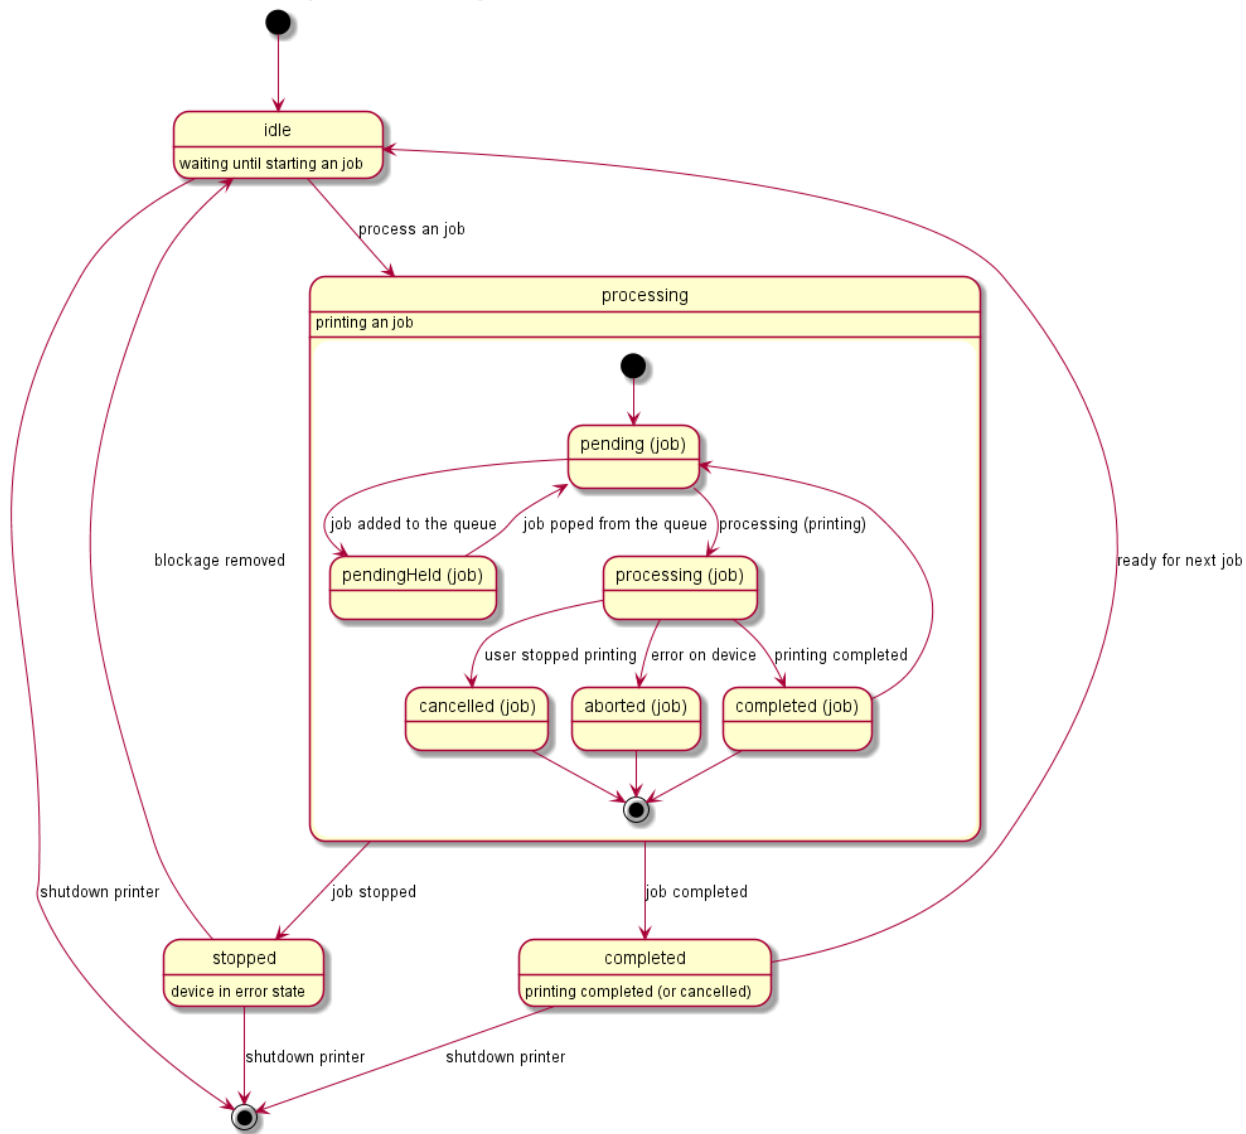 idle
waiting until starting an job
process an job
processing
printing an job
pending (job)
job added to the queue
job poped from the queue
processing (printing)
blockage removed
ready for next job
pendingHeld (job)
processing (job)
user stopped printing
error on device
printing completed
cancelled (job)
aborted (job)
completed (job)
shutdown printer
job stopped
job completed
stopped
device in error state
completed
printing completed (or cancelled)
shutdown printer
shutdown printer